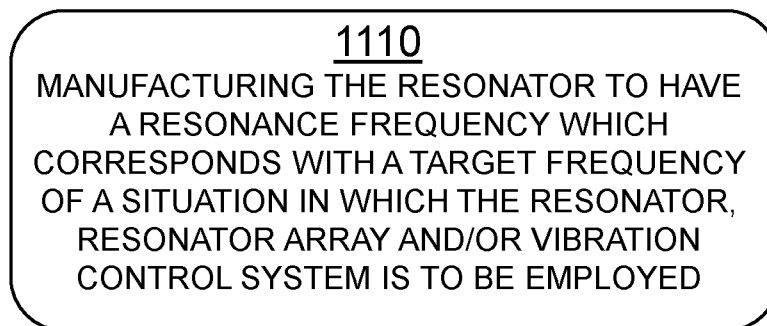 1110
MANUFACTURING THE RESONATOR TO HAVE
A RESONANCE FREQUENCY WHICH
CORRESPONDS WITH A TARGET FREQUENCY
OF A SITUATION IN WHICH THE RESONATOR,
RESONATOR ARRAY AND/OR VIBRATION
CONTROL SYSTEM IS TO BE EMPLOYED